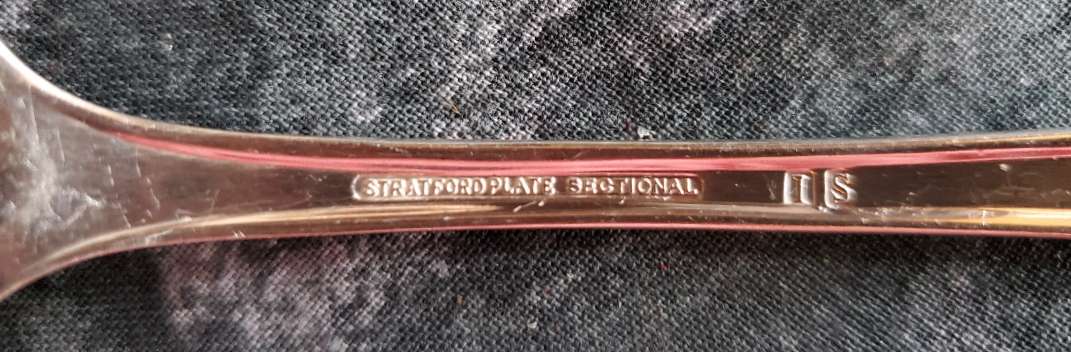 STRATFORDPLATE SECTIONAL I S